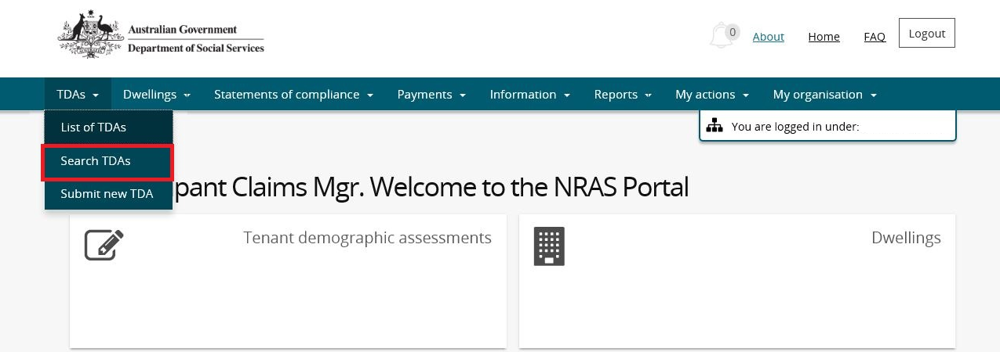 Australian Government
Department of Social Services
0 About Home FAQ Logout
TDAs Dwellings Statements of compliance Payments Information Reports My actions My organisation
List of TDAs
Search TDAs
Submit new TDA
You are logged in under:
pant Claims Mgr. Welcome to the NRAS Portal
Tenant demographic assessments
Dwellings